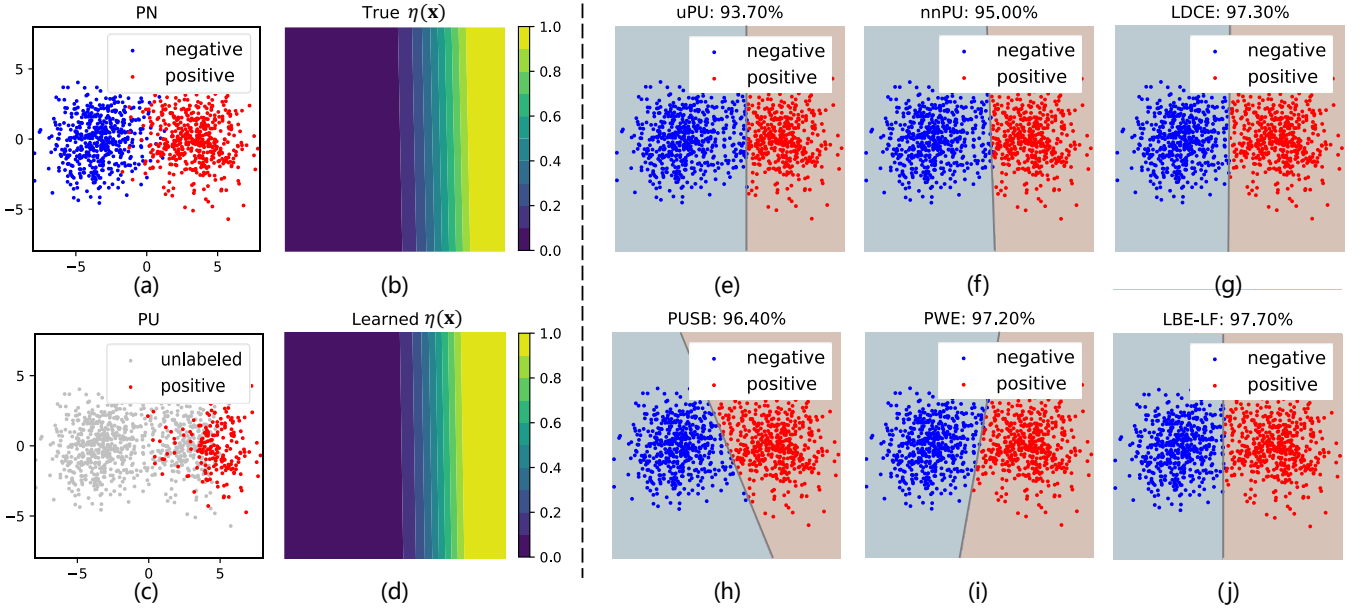 PN
negative
positive
5
0
−5
−5
0
5
(a)
True η(x)
1.0
0.8
0.6
0.4
0.2
0.0
(b)
uPU: 93.70%
negative
positive
(e)
nnPU: 95.00%
negative
positive
(f)
LDCE: 97.30%
negative
positive
(g)
PU
unlabeled
positive
5
0
−5
−5
0
5
(c)
Learned η(x)
1.0
0.8
0.6
0.4
0.2
0.0
(d)
PUSB: 96.40%
negative
positive
(h)
PWE: 97.20%
negative
positive
(i)
LBE-LF: 97.70%
negative
positive
(j)